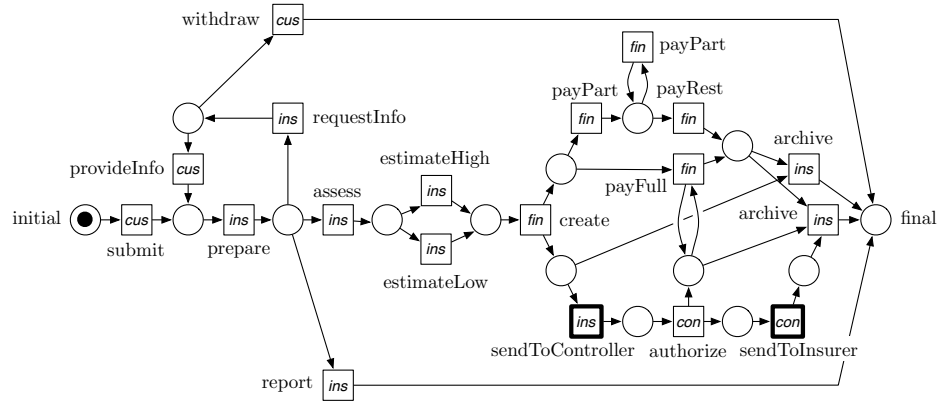 withdraw cus
fin payPart
payPart payRest
ins requestInfo fin fin
estimateHigh archive
provideInfo cus
assess ins payFull fin ins
archive
initial cus ins ins fin create ins final
submit prepare
ins
estimateLow
ins con con
sendToController authorize sendToInsurer
report ins